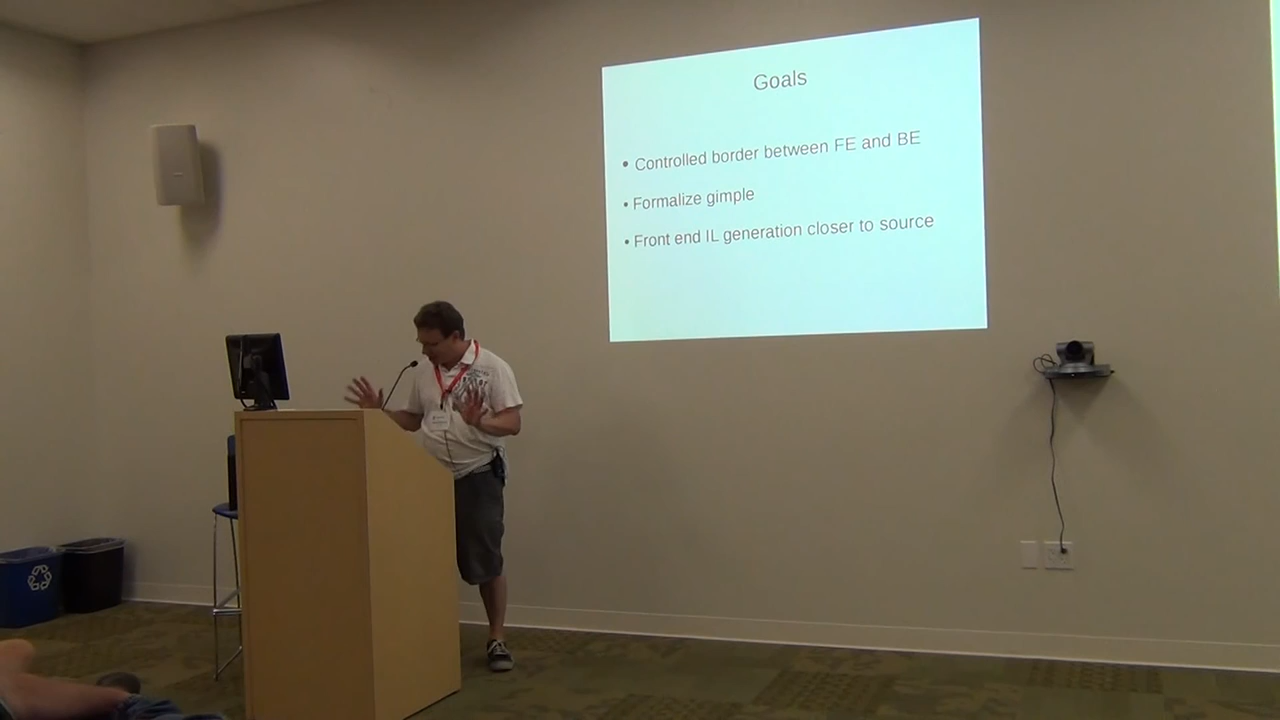 Goals
• Controlled border between FE and BE
• Formalize gimple
• Front end IL generation closer to source